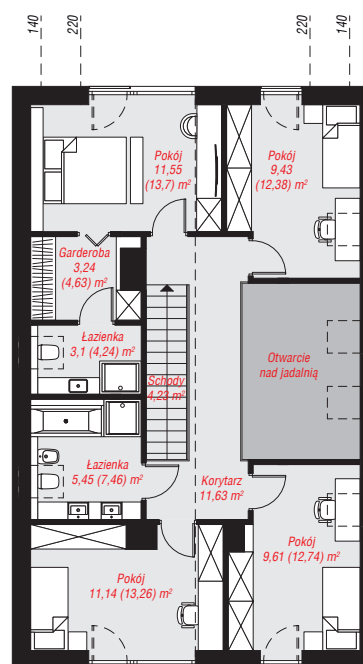 140
220
220
140
Pokój
11,55
(13,7) m²
Pokój
9,43
(12,38) m²
Garderoba
3,24
(4,63) m²
Łazienka
3,1 (4,24) m²
Schody
4,23 m²
Otwarcie
nad jadalnią
Łazienka
5,45 (7,46) m²
Korytarz
11,63 m²
Pokój
9,61 (12,74) m²
Pokój
11,14 (13,26) m²